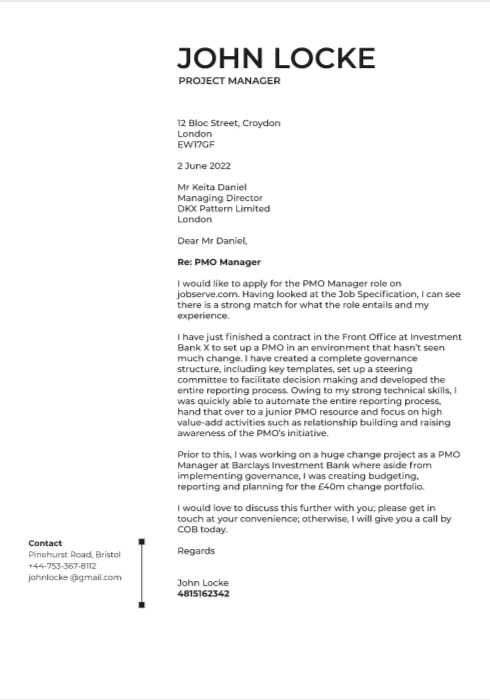 JOHN LOCKE
PROJECT MANAGER
12 Bloc Street, Croydon
London
EW17GF
2 June 2022
Mr Keita Daniel
Managing Director
DKX Pattern Limited
London
Dear Mr Daniel,
Re: PMO Manager
I would like to apply for the PMO Manager role on
jobserve.com. Having looked at the Job Specification, I can see
there is a strong match for what the role entails and my
experience.
I have just finished a contract in the Front Office at Investment
Bank X to set up a PMO in an environment that hasn't seen
much change. I have created a complete governance
structure, including key templates, set up a steering
committee to facilitate decision making and developed the
entire reporting process. Owing to my strong technical skills, I
was quickly able to automate the entire reporting process,
hand that over to a junior PMO resource and focus on high
value-add activities such as relationship building and raising
awareness of the PMO's initiative.
Prior to this, I was working on a huge change project as a PMO
Manager at Barclays Investment Bank where aside from
implementing governance, I was creating budgeting,
reporting and planning for the £40m change portfolio.
I would love to discuss this further with you; please get in
touch at your convenience; otherwise, I will give you a call by
COB today.
Regards
John Locke
4815162342
Contact
Pinehurst Road, Bristol
+44-753-367-8112
johnlocke @gmail.com